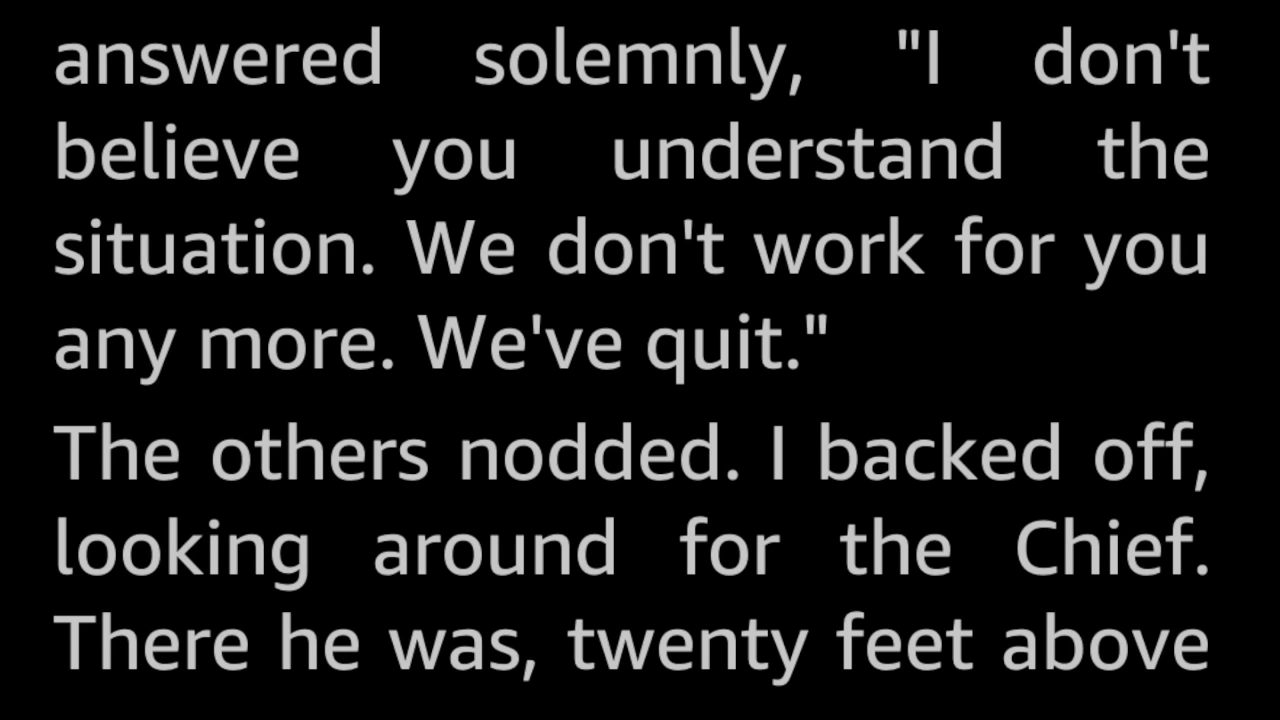 answered solemnly, "I don't
believe you understand the
situation. We don't work for you
any more. We've quit."
The others nodded. I backed off,
looking around for the Chief.
There he was, twenty feet above